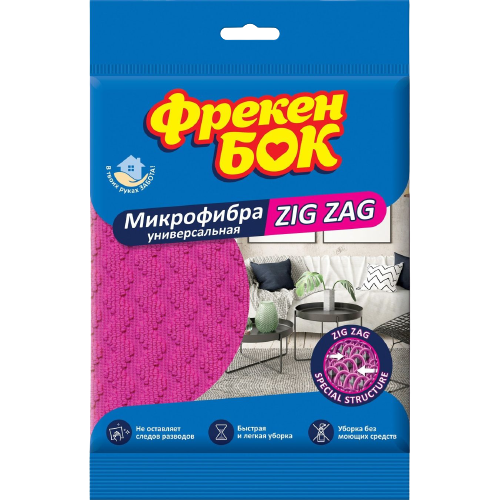 Фрекен
БОК
В твоих руках ЗАБОТА!
Микрофибра
универсальная
ZIG ZAG
ZIG ZAG
SPECIAL STRUCTURE
Не оставляет
следов разводов
Быстрая
и легкая уборка
Уборка без
моющих средств